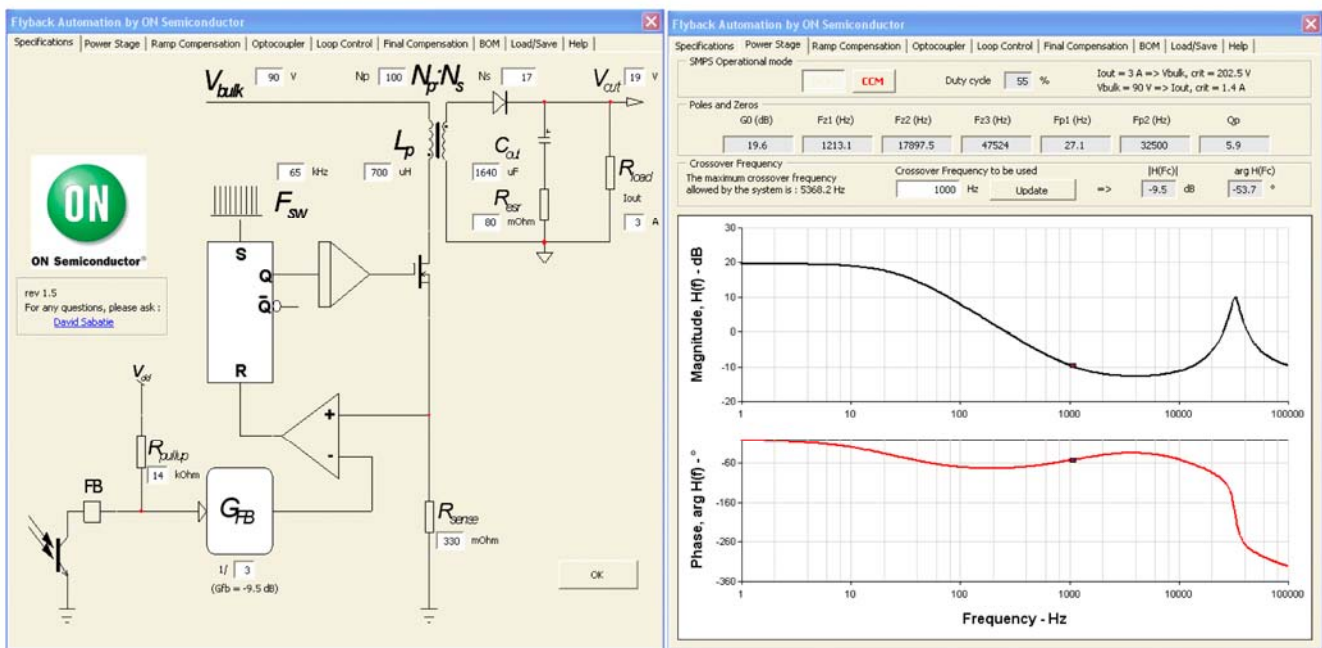 Flyback Automation by ON Semiconductor
Specifications Power Stage Ramp Compensation Optocoupler Loop Control Final Compensation BOM Load/Save Help
Vbulk 90 V Np 100 Np:Ns Ns 17 Vout 19 V
Lp Cout
65 kHz 700 uH 1640 uF Rload
Fsw Resr Iout
80 mOhm 3 A
ON
ON Semiconductor®
S
Q
Q
R
rev 1.5
For any questions, please ask :
David Sabatie
Vdd
+
-
Rpullup
14 kOhm
FB
GFB
Rsense
330 mOhm
1/ 3
(Gfb = -9.5 dB)
OK
Flyback Automation by ON Semiconductor
Specifications Power Stage Ramp Compensation Optocoupler Loop Control Final Compensation BOM Load/Save Help
SMPS Operational mode
CCM Duty cycle 55 % Iout = 3 A => Vbulk, crit = 202.5 V
Vbulk = 90 V => Iout, crit = 1.4 A
Poles and Zeros
G0 (dB) Fz1 (Hz) Fz2 (Hz) Fz3 (Hz) Fp1 (Hz) Fp2 (Hz) Qp
19.6 1213.1 17897.5 47524 27.1 32500 5.9
Crossover Frequency
The maximum crossover frequency
allowed by the system is : 5368.2 Hz
Crossover Frequency to be used |H(Fc)| arg H(Fc)
1000 Hz Update => -9.5 dB -53.7 °
Magnitude, H(f) - dB
30
20
10
0
-10
-20
1 10 100 1000 10000 100000
Phase, arg H(f) - °
-60
-160
-260
-360
1 10 100 1000 10000 100000
Frequency - Hz